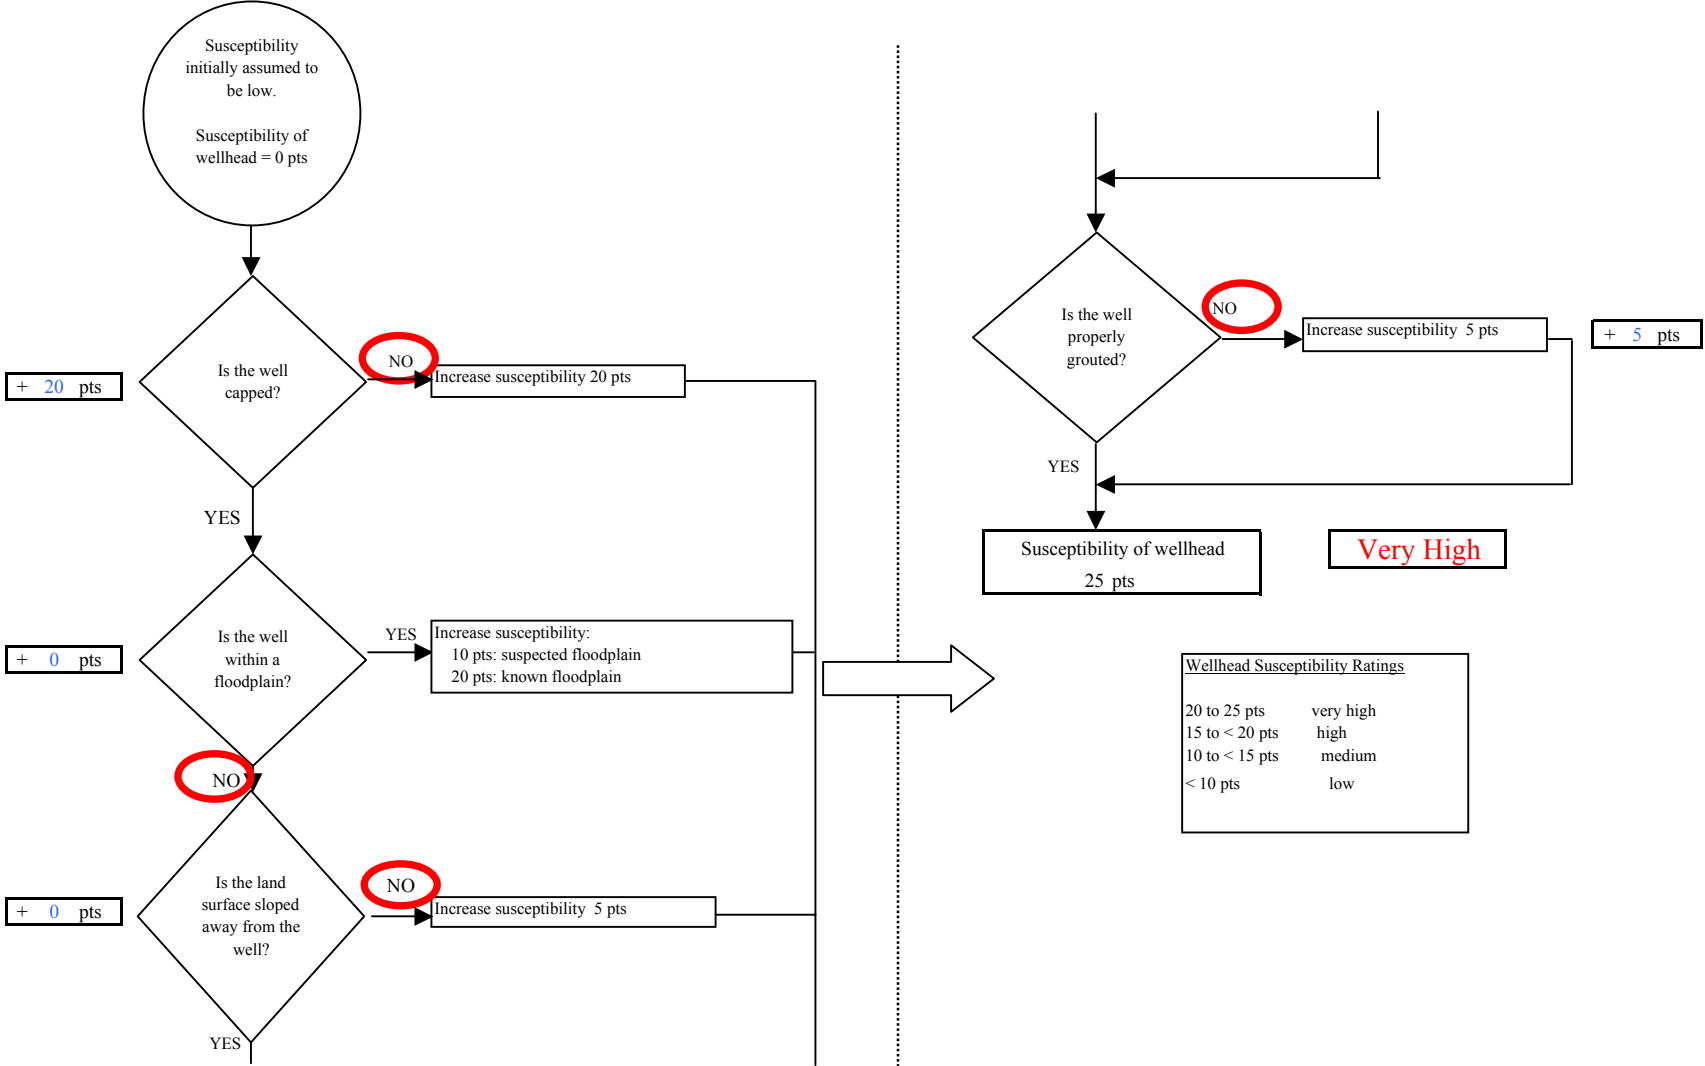 Susceptibility
initially assumed to
be low.
Susceptibility of
wellhead = 0 pts
Is the well
capped?
NO
Increase susceptibility 20 pts
+ 20 pts
YES
Is the well
within a
floodplain?
YES
Increase susceptibility:
10 pts: suspected floodplain
20 pts: known floodplain
+ 0 pts
NO
Is the land
surface sloped
away from the
well?
NO
Increase susceptibility 5 pts
+ 0 pts
YES
Is the well
properly
grouted?
NO
Increase susceptibility 5 pts
+ 5 pts
YES
Susceptibility of wellhead
25 pts
Very High
Wellhead Susceptibility Ratings
20 to 25 pts very high
15 to < 20 pts high
10 to < 15 pts medium
< 10 pts low